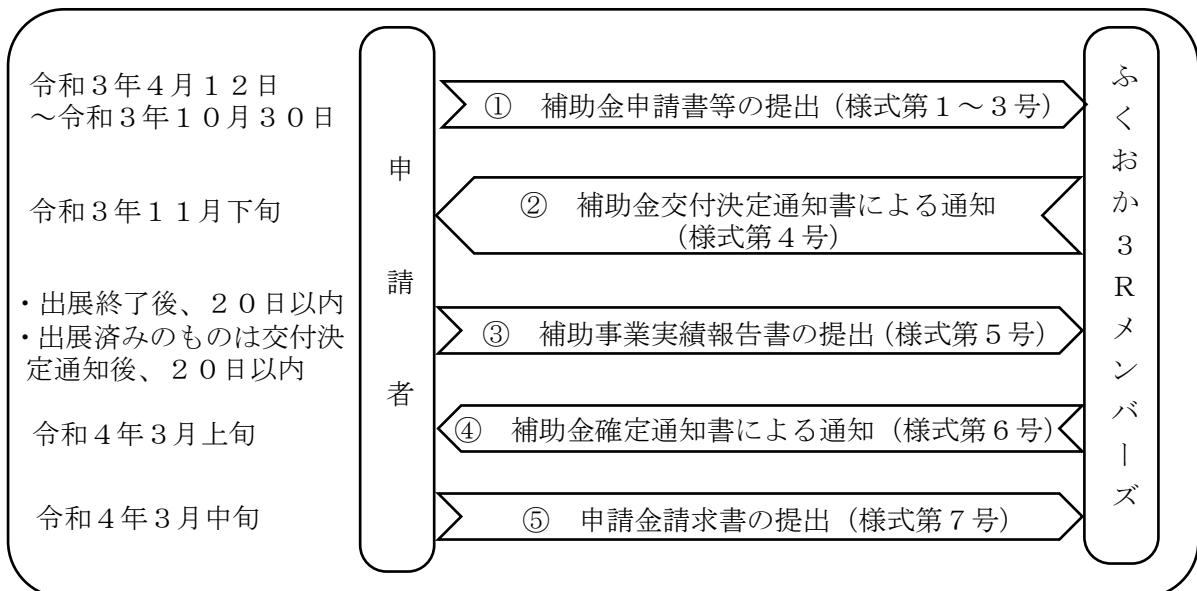 令和３年４月１２日
～令和３年１０月３０日
① 補助金申請書等の提出（様式第１～３号）
令和３年１１月下旬
② 補助金交付決定通知書による通知
（様式第４号）
・出展終了後、２０日以内
・出展済みのものは交付決
定通知後、２０日以内
③ 補助事業実績報告書の提出（様式第５号）
令和４年３月上旬
④ 補助金確定通知書による通知（様式第６号）
令和４年３月中旬
⑤ 申請金請求書の提出（様式第７号）
申請者
ふくおか３Ｒメンバーズ